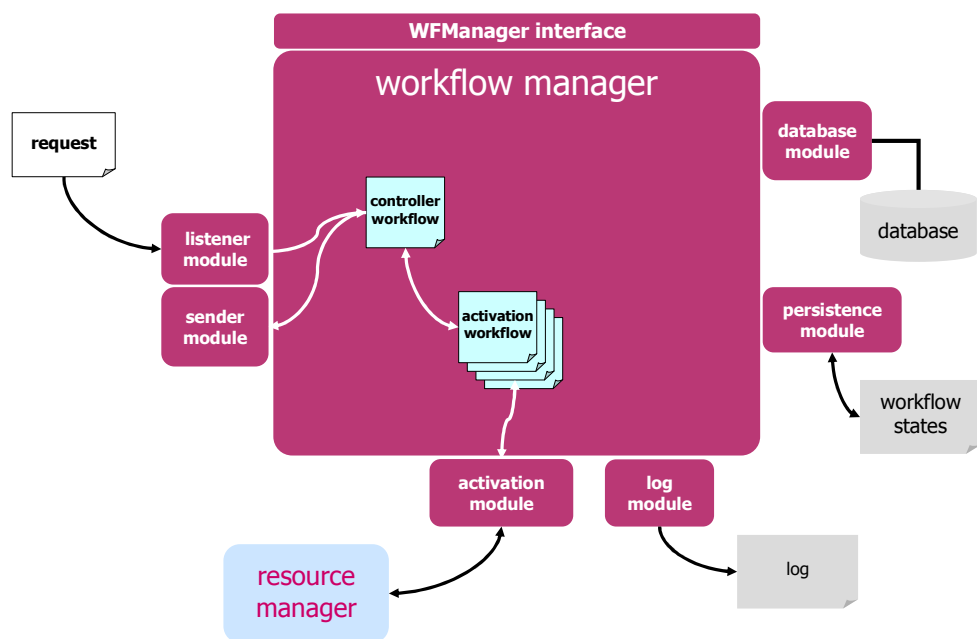 WFManager interface
workflow manager
request
database
module
controller
workflow
listener
module
database
sender
module
activation
workflow
persistence
module
workflow
states
activation
module
log
module
resource
manager
log